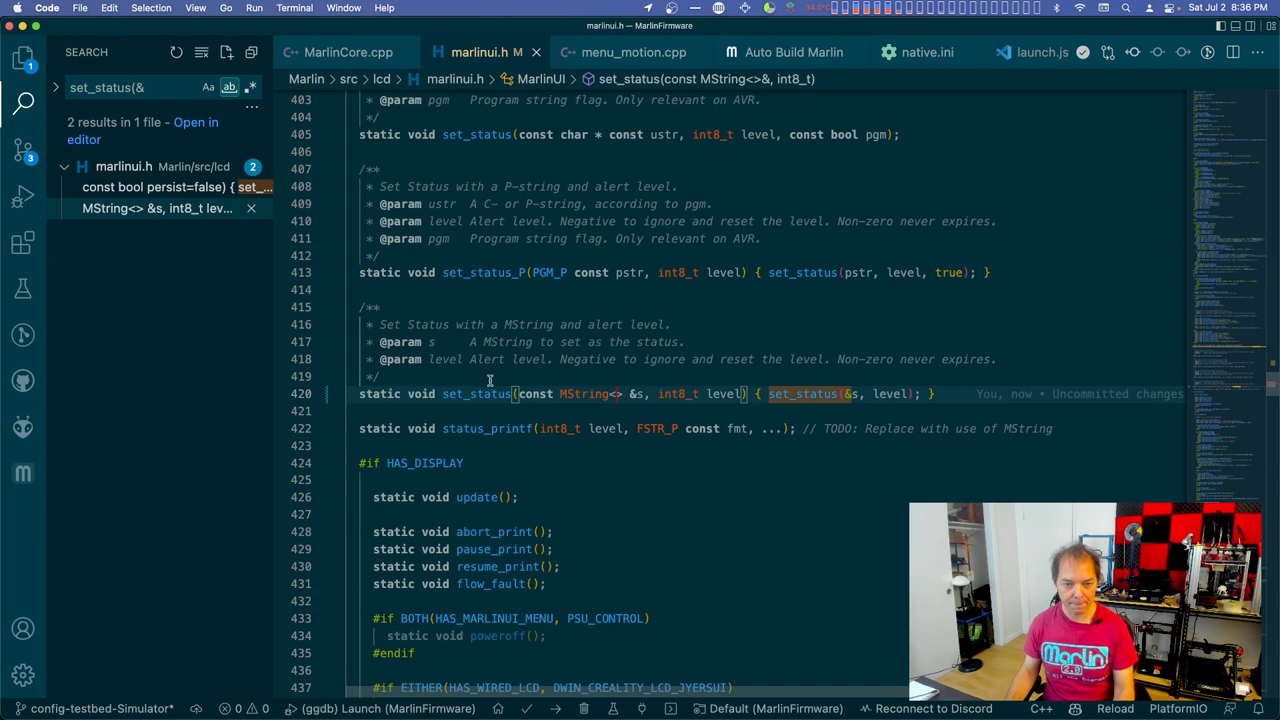 Code File Edit Selection View Go Run Terminal Window Help 34.0°C Sat Jul 2 8:36 PM
marlinui.h — MarlinFirmware
SEARCH
MarlinCore.cpp
marlinui.h M
menu_motion.cpp
Auto Build Marlin
native.ini
launch.js
Marlin > src > lcd > marlinui.h > MarlinUI > set_status(const MString<>&, int8_t)
set_status(&
Aa ab
2 results in 1 file - Open in
editor
marlinui.h Marlin/src/lcd 2
const bool persist=false) { set_...
MString<> &s, int8_t lev...
1
3
403 * @param pgm Program string flag. Only relevant on AVR.
404 */
405 static void set_status(const char * const ustr, int8_t level, const bool pgm);
406
407 /**
408 * Set Status with a P-string and alert level.
409 * @param ustr A C- or P-string, according to pgm.
410 * @param level Alert level. Negative to ignore and reset the level. Non-zero never expires.
411 * @param pgm Program string flag. Only relevant on AVR.
412 */
413 static void set_status_P(PGM_P const pstr, int8_t level) { set_status(pstr, level, true); }
414
415 /**
416 * Set Status with a MString and alert level.
417 * @param s A MString to set as the status.
418 * @param level Alert level. Negative to ignore and reset the level. Non-zero never expires.
419 */
420 static void set_status(const MString<> &s, int8_t level) { set_status(&s, level); } You, now • Uncommitted changes
421
422 static void status_printf(int8_t level, FSTR_P const fmt, ...); // TODO: Replace with use of MString
423
424 #if HAS_DISPLAY
425
426 static void update();
427
428 static void abort_print();
429 static void pause_print();
430 static void resume_print();
431 static void flow_fault();
432
433 #if BOTH(HAS_MARLINUI_MENU, PSU_CONTROL)
434 static void poweroff();
435 #endif
436
437 #if EITHER(HAS_WIRED_LCD, DWIN_CREALITY_LCD_JYERSUI)
Marlin
2.0
config-testbed-Simulator* 0 0 (ggdb) Launch (MarlinFirmware) Default (MarlinFirmware) Reconnect to Discord C++ Reload PlatformIO